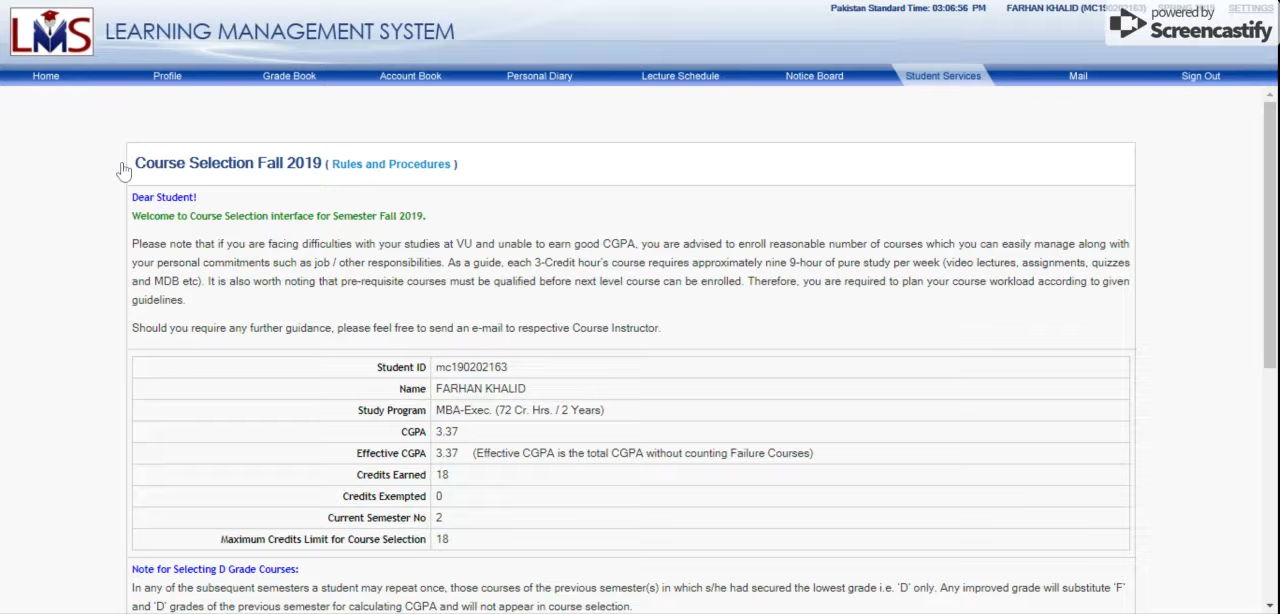 LMS LEARNING MANAGEMENT SYSTEM
Pakistan Standard Time: 03:06:56 PM FARHAN KHALID (MC190202163) SETTINGS
powered by
Screencastify
Home Profile Grade Book Account Book Personal Diary Lecture Schedule Notice Board Student Services Mail Sign Out
Course Selection Fall 2019 ( Rules and Procedures )
Dear Student!
Welcome to Course Selection interface for Semester Fall 2019.
Please note that if you are facing difficulties with your studies at VU and unable to earn good CGPA, you are advised to enroll reasonable number of courses which you can easily manage along with
your personal commitments such as job / other responsibilities. As a guide, each 3-Credit hour's course requires approximately nine 9-hour of pure study per week (video lectures, assignments, quizzes
and MDB etc). It is also worth noting that pre-requisite courses must be qualified before next level course can be enrolled. Therefore, you are required to plan your course workload according to given
guidelines.
Should you require any further guidance, please feel free to send an e-mail to respective Course Instructor.
Student ID mc190202163
Name FARHAN KHALID
Study Program MBA-Exec. (72 Cr. Hrs. / 2 Years)
CGPA 3.37
Effective CGPA 3.37 (Effective CGPA is the total CGPA without counting Failure Courses)
Credits Earned 18
Credits Exempted 0
Current Semester No 2
Maximum Credits Limit for Course Selection 18
Note for Selecting D Grade Courses:
In any of the subsequent semesters a student may repeat once, those courses of the previous semester(s) in which s/he had secured the lowest grade i.e. 'D' only. Any improved grade will substitute 'F'
and 'D' grades of the previous semester for calculating CGPA and will not appear in course selection.